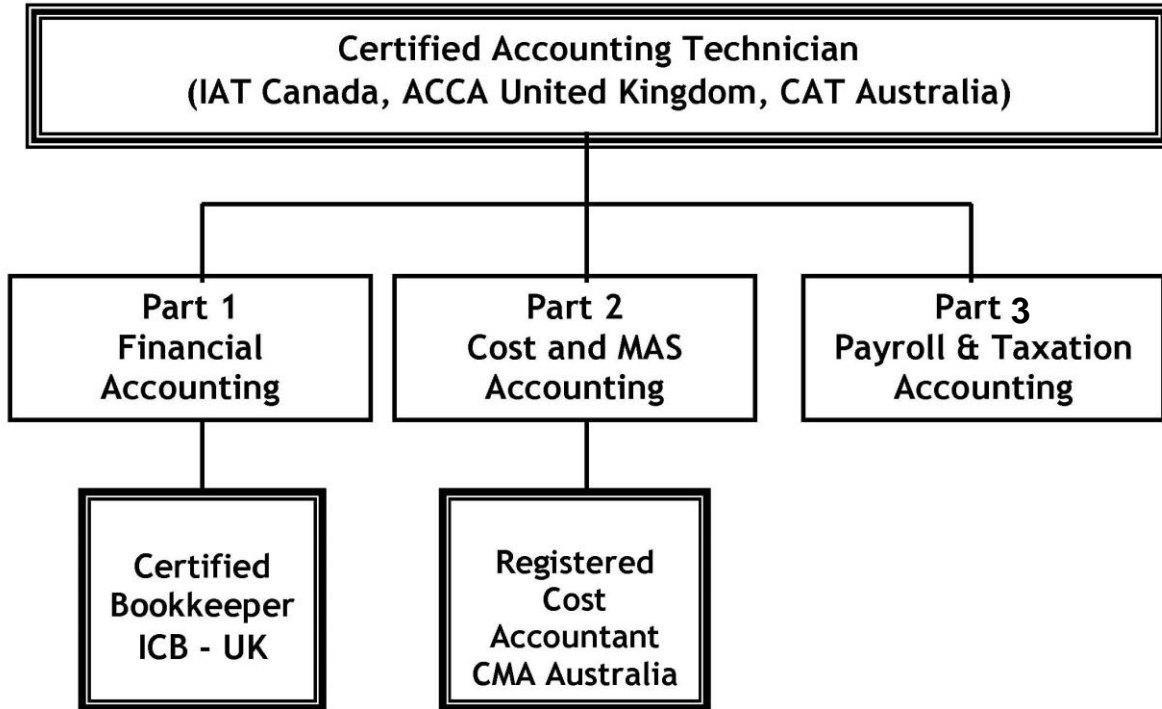 Certified Accounting Technician
(IAT Canada, ACCA United Kingdom, CAT Australia)
Part 1
Financial
Accounting
Part 2
Cost and MAS
Accounting
Part 3
Payroll & Taxation
Accounting
Certified
Bookkeeper
ICB - UK
Registered
Cost
Accountant
CMA Australia